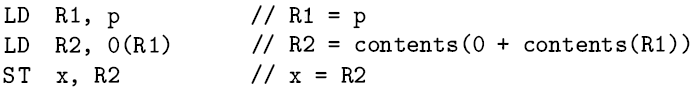 LD R1, p // R1 = p
LD R2, 0(R1) // R2 = contents(0 + contents(R1))
ST x, R2 // x = R2